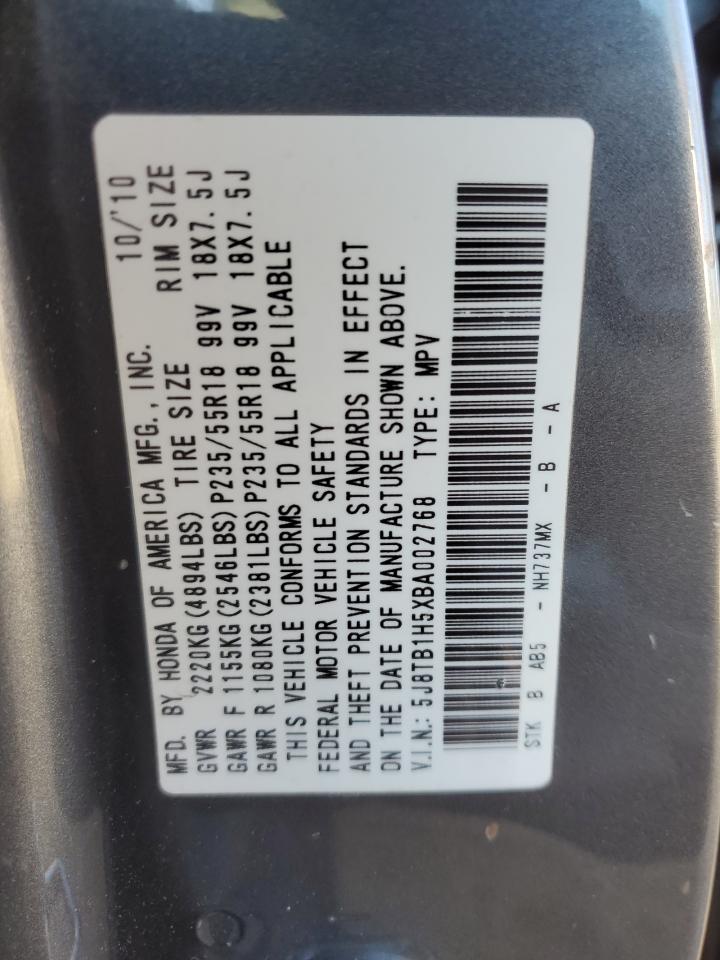 MFD. BY HONDA OF AMERICA MFG., INC. 10/'10
GVWR 2220KG(4894LBS) TIRE SIZE RIM SIZE
GAWR F 1155KG(2546LBS)P235/55R18 99V 18X7.5J
GAWR R 1080KG(2381LBS)P235/55R18 99V 18X7.5J
THIS VEHICLE CONFORMS TO ALL APPLICABLE
FEDERAL MOTOR VEHICLE SAFETY
AND THEFT PREVENTION STANDARDS IN EFFECT
ON THE DATE OF MANUFACTURE SHOWN ABOVE.
V.I.N.: 5J8TB1H5XBA002768 TYPE: MPV
STK B AB5 - NH737MX - B - A